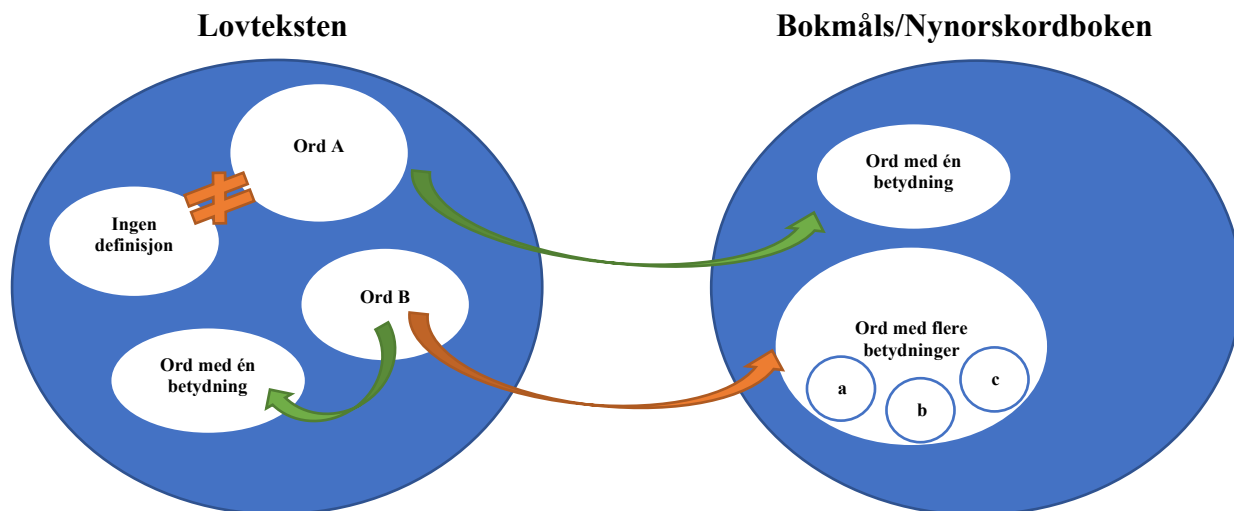 Lovteksten
Bokmåls/Nynorskordboken
Ord A
Ingen
definisjon
Ord B
Ord med én
betydning
Ord med én
betydning
Ord med flere
betydninger
a
b
c